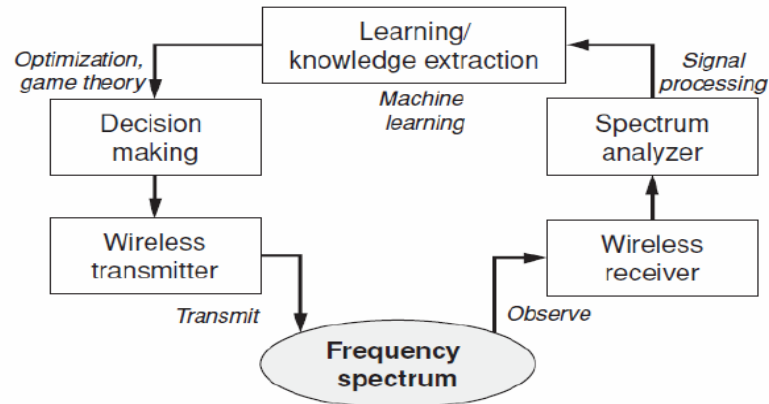 Learning/
knowledge extraction
Optimization,
game theory
Machine
learning
Signal
processing
Decision
making
Spectrum
analyzer
Wireless
transmitter
Wireless
receiver
Transmit
Observe
Frequency
spectrum